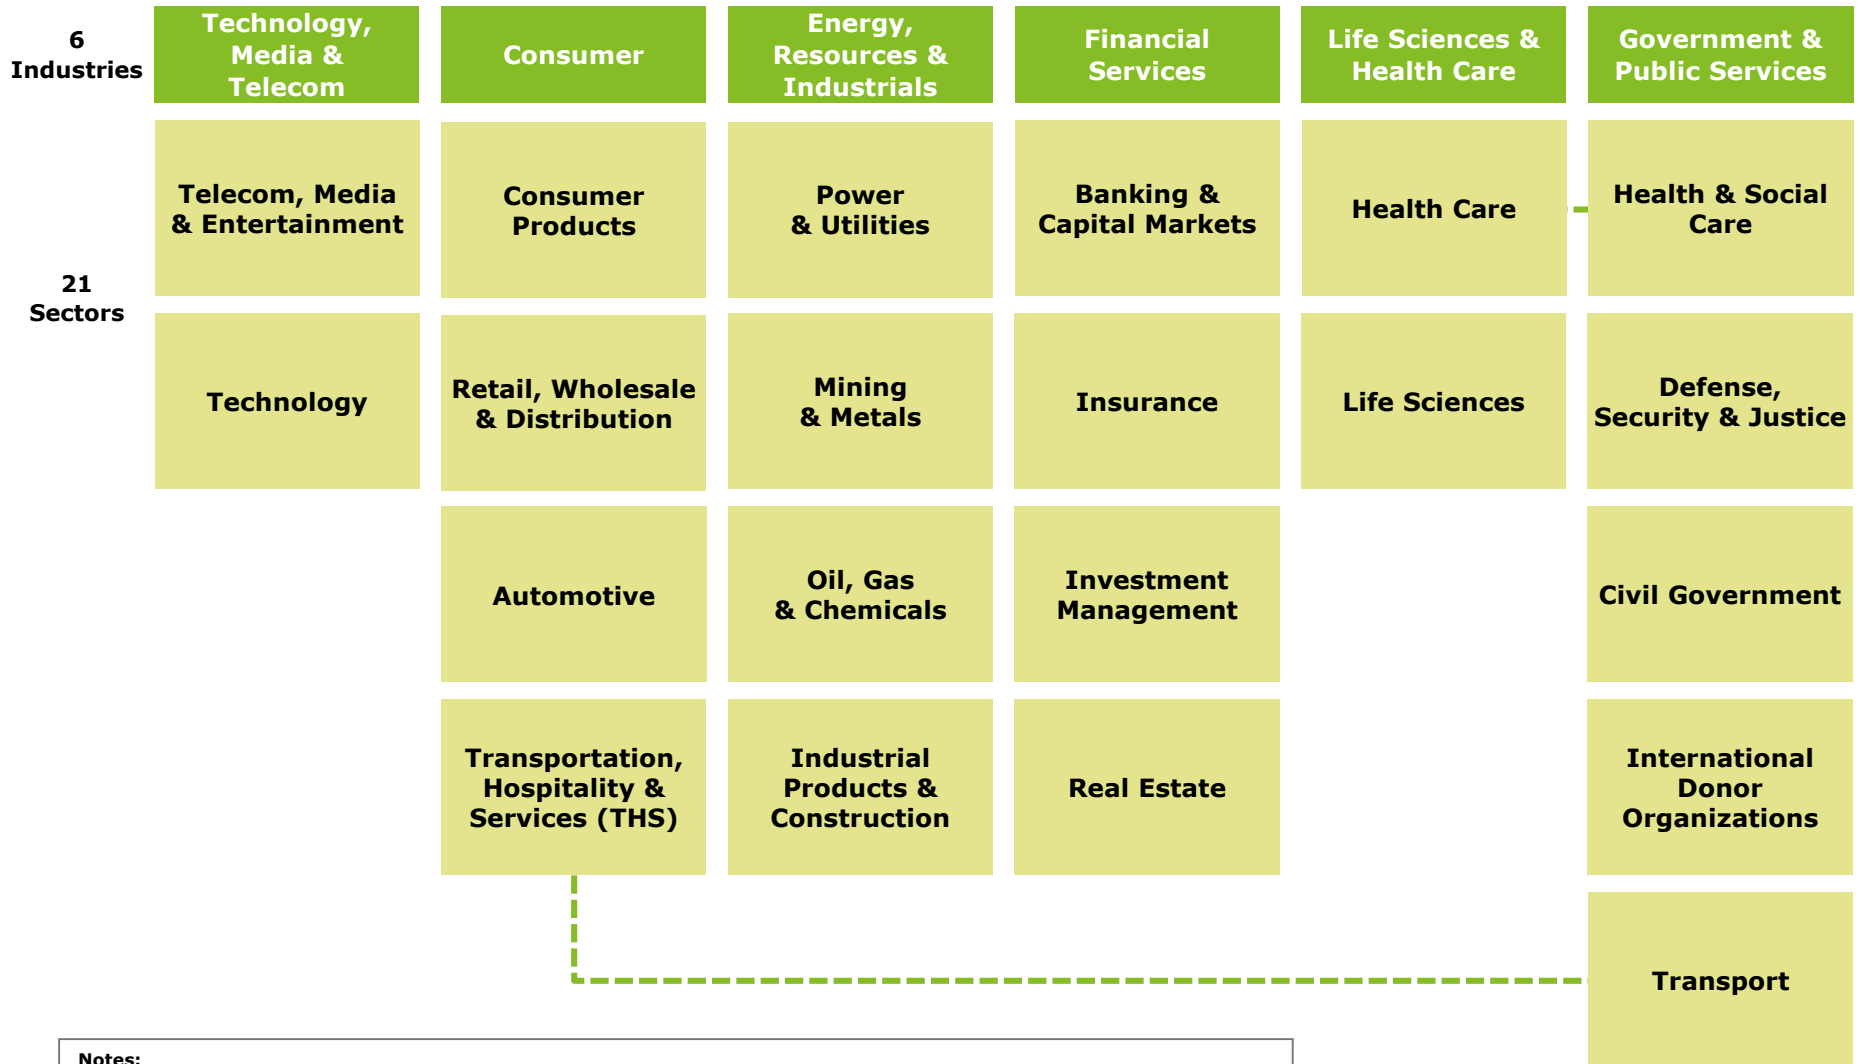 6
Industries
Technology,
Media &
Telecom
Consumer
Energy,
Resources &
Industrials
Financial
Services
Life Sciences &
Health Care
Government &
Public Services
21
Sectors
Telecom, Media
& Entertainment
Consumer
Products
Power
& Utilities
Banking &
Capital Markets
Health Care
Health & Social
Care
Technology
Retail, Wholesale
& Distribution
Mining
& Metals
Insurance
Life Sciences
Defense,
Security & Justice
Automotive
Oil, Gas
& Chemicals
Investment
Management
Civil Government
Transportation,
Hospitality &
Services (THS)
Industrial
Products &
Construction
Real Estate
International
Donor
Organizations
Transport
Notes: